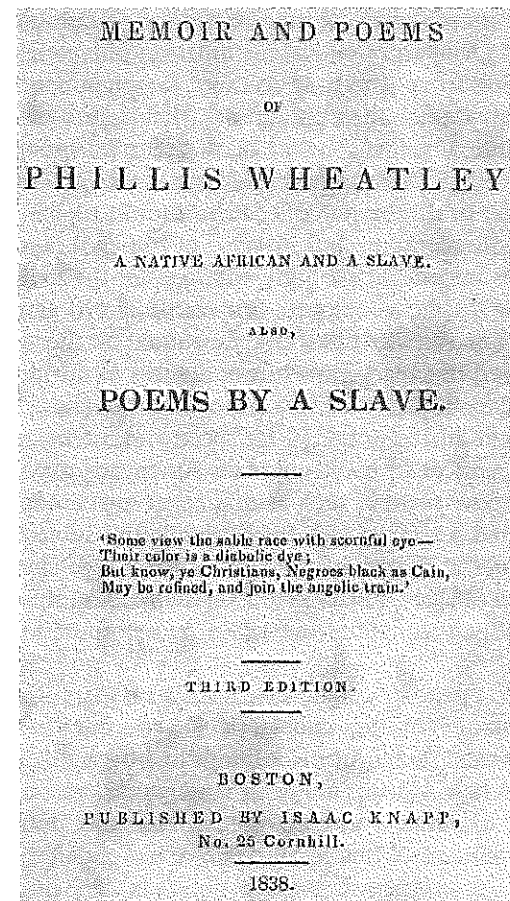 MEMOIR AND POEMS
OF
PHILLIS WHEATLEY
A NATIVE AFRICAN AND A SLAVE.
ALSO,
POEMS BY A SLAVE.
'Some view the sable race with scornful eye—
Their color is a diabolic dye;
But know, ye Christians, Negroes black as Cain,
May be refined, and join the angelic train.'
THIRD EDITION.
BOSTON,
PUBLISHED BY ISAAC KNAPP,
No. 25 Cornhill.
1838.